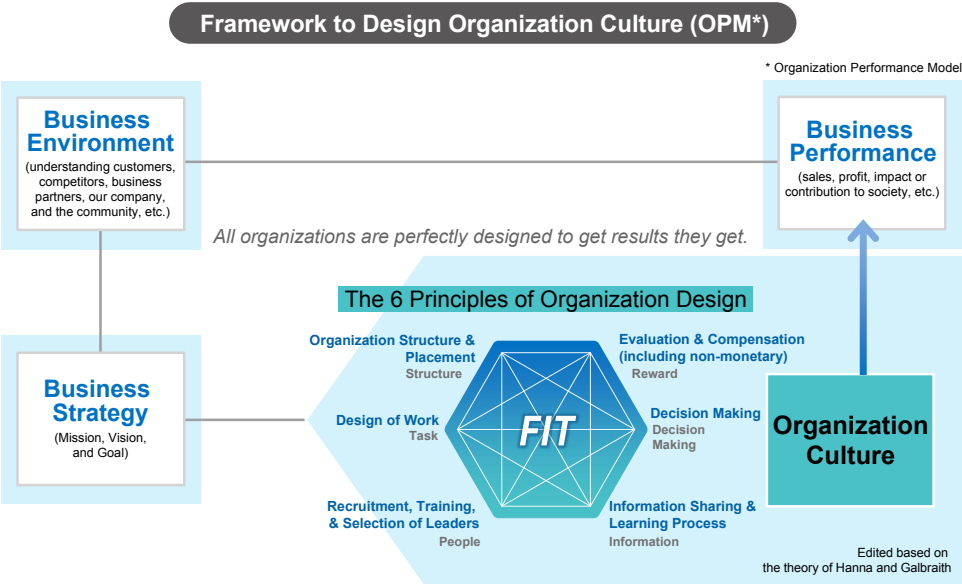 Framework to Design Organization Culture (OPM*)
* Organization Performance Model
Business
Environment
(understanding customers,
competitors, business
partners, our company,
and the community, etc.)
Business
Performance
(sales, profit, impact or
contribution to society, etc.)
All organizations are perfectly designed to get results they get.
The 6 Principles of Organization Design
Organization Structure &
Placement
Structure
Evaluation & Compensation
(including non-monetary)
Reward
Business
Strategy
(Mission, Vision,
and Goal)
Design of Work
Task
FIT
Decision Making
Decision
Making
Organization
Culture
Recruitment, Training,
& Selection of Leaders
People
Information Sharing &
Learning Process
Information
Edited based on
the theory of Hanna and Galbraith